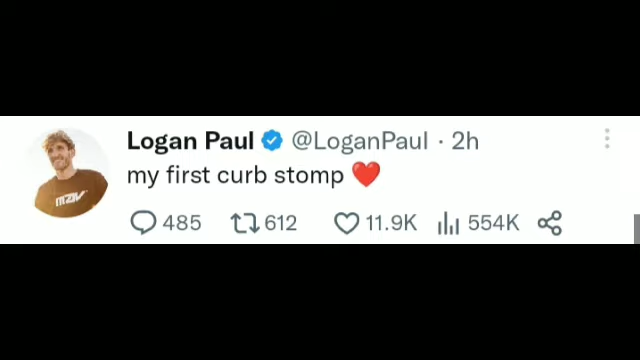 Logan Paul @LoganPaul · 2h
my first curb stomp ❤️
485 612 11.9K 554K